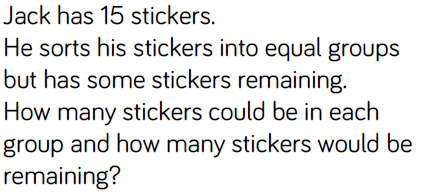 Jack has 15 stickers.
He sorts his stickers into equal groups
but has some stickers remaining.
How many stickers could be in each
group and how many stickers would be
remaining?